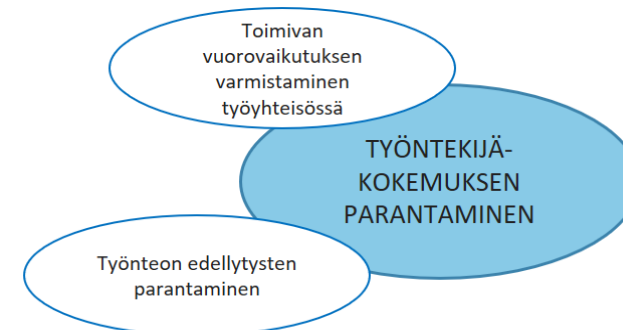 Toimivan
vuorovaikutuksen
varmistaminen
työyhteisössä
TYÖNTEKIJÄ-
KOKEMUKSEN
PARANTAMINEN
Työnteon edellytysten
parantaminen